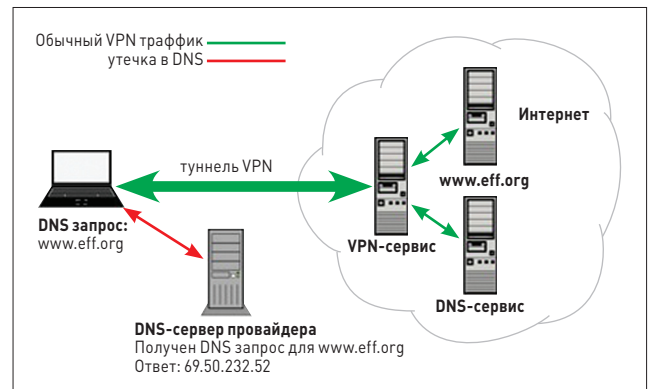 Обычный VPN траффик
утечка в DNS
Интернет
туннель VPN
www.eff.org
DNS запрос:
www.eff.org
VPN-сервис
DNS-сервис
DNS-сервер провайдера
Получен DNS запрос для www.eff.org
Ответ: 69.50.232.52